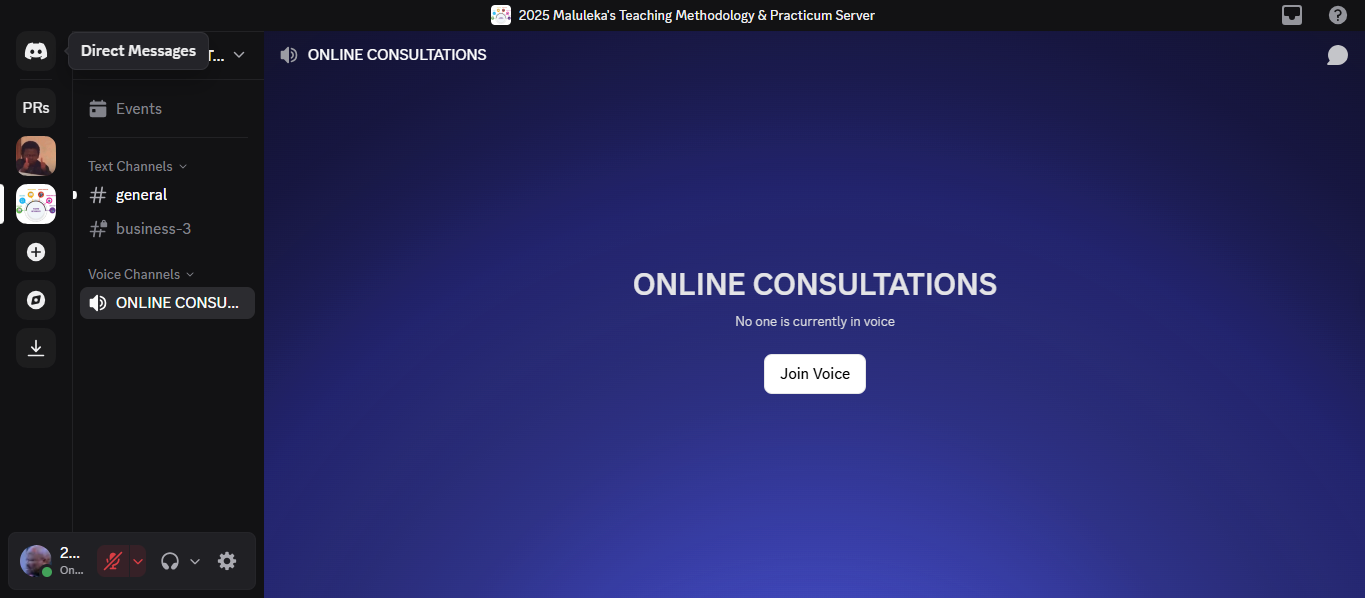 2025 Maluleka's Teaching Methodology & Practicum Server
Direct Messages
T...
ONLINE CONSULTATIONS
PRs
Events
Text Channels
general
business-3
Voice Channels
ONLINE CONSU...
ONLINE CONSULTATIONS
No one is currently in voice
Join Voice
2...
On...